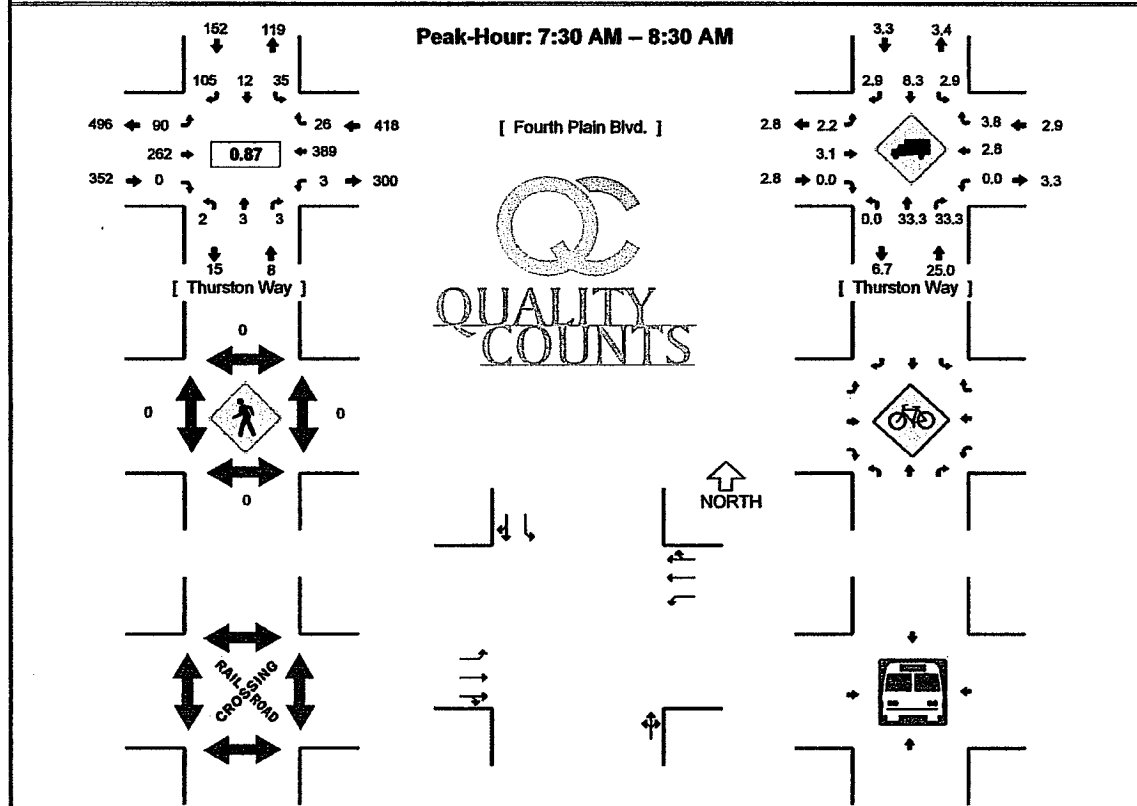 Peak-Hour: 7:30 AM – 8:30 AM
152 119
105 12 35
496 90 26 418
262 0.87 389
352 0 3 300
2 3 3
15 8
[ Thurston Way ]
[ Fourth Plain Blvd. ]
QC
QUALITY
COUNTS
3.3 3.4
2.9 8.3 2.9
2.8 2.2 3.8 2.9
3.1 2.8
2.8 0.0 0.0 3.3
0.0 33.3 33.3
6.7 25.0
[ Thurston Way ]
0
0 0
0
NORTH
RAILROAD
CROSSING